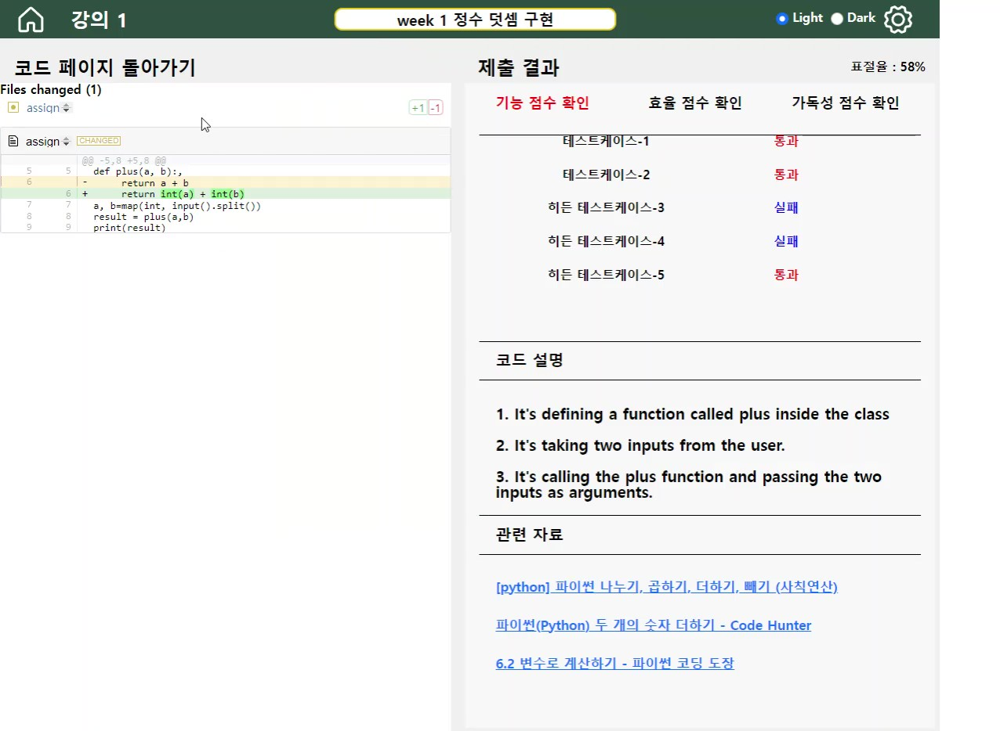 강의 1
week 1 정수 덧셈 구현
Light
Dark
코드 페이지 돌아가기
Files changed (1)
assign
+1 -1
assign CHANGED
@@ -5,8 +5,8 @@
5 5 def plus(a, b):,
6 - return a + b
6 + return int(a) + int(b)
7 7 a, b=map(int, input().split())
8 8 result = plus(a,b)
9 9 print(result)
제출 결과
표절율 : 58%
기능 점수 확인
효율 점수 확인
가독성 점수 확인
테스트케이스-1 통과
테스트케이스-2 통과
히든 테스트케이스-3 실패
히든 테스트케이스-4 실패
히든 테스트케이스-5 통과
코드 설명
1. It's defining a function called plus inside the class
2. It's taking two inputs from the user.
3. It's calling the plus function and passing the two
inputs as arguments.
관련 자료
[python] 파이썬 나누기, 곱하기, 더하기, 빼기 (사칙연산)
파이썬(Python) 두 개의 숫자 더하기 - Code Hunter
6.2 변수로 계산하기 - 파이썬 코딩 도장